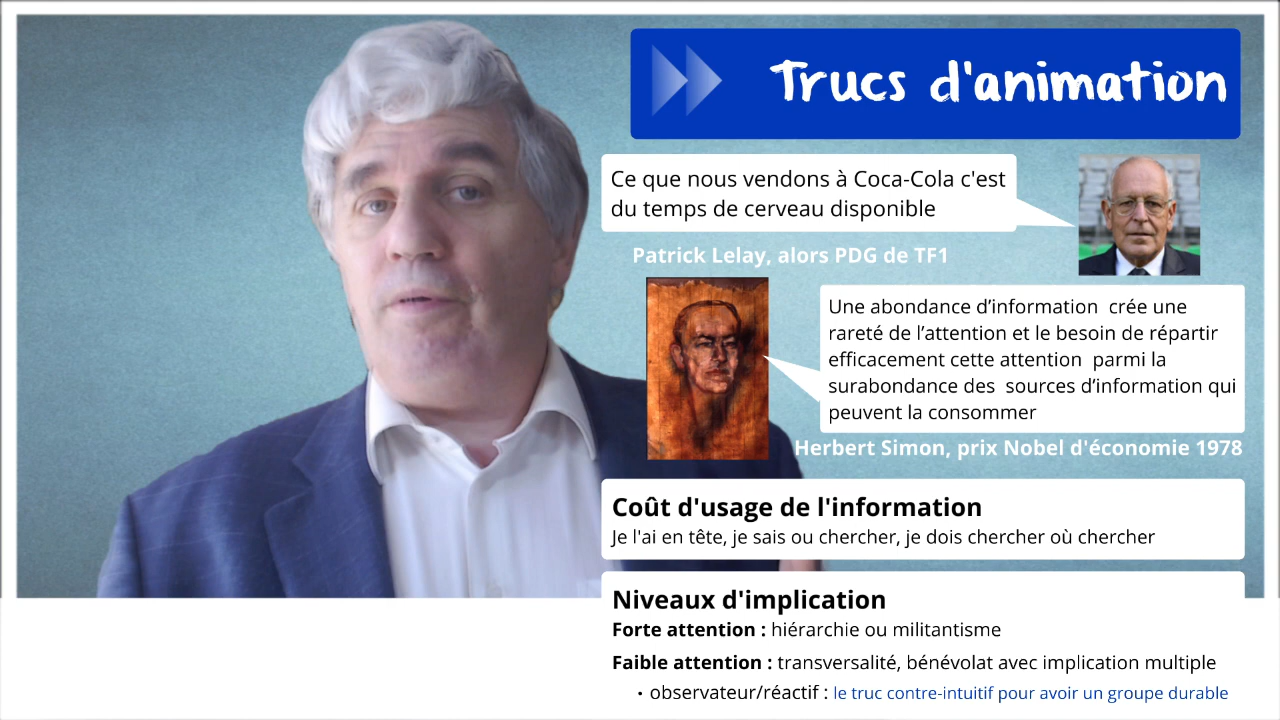 Trucs d'animation
Ce que nous vendons à Coca-Cola c'est
du temps de cerveau disponible
Patrick Lelay, alors PDG de TF1
Une abondance d’information crée une
rareté de l’attention et le besoin de répartir
efficacement cette attention parmi la
surabondance des sources d’information qui
peuvent la consommer
Herbert Simon, prix Nobel d'économie 1978
Coût d'usage de l'information
Je l'ai en tête, je sais ou chercher, je dois chercher où chercher
Niveaux d'implication
Forte attention : hiérarchie ou militantisme
Faible attention : transversalité, bénévolat avec implication multiple
• observateur/réactif : le truc contre-intuitif pour avoir un groupe durable